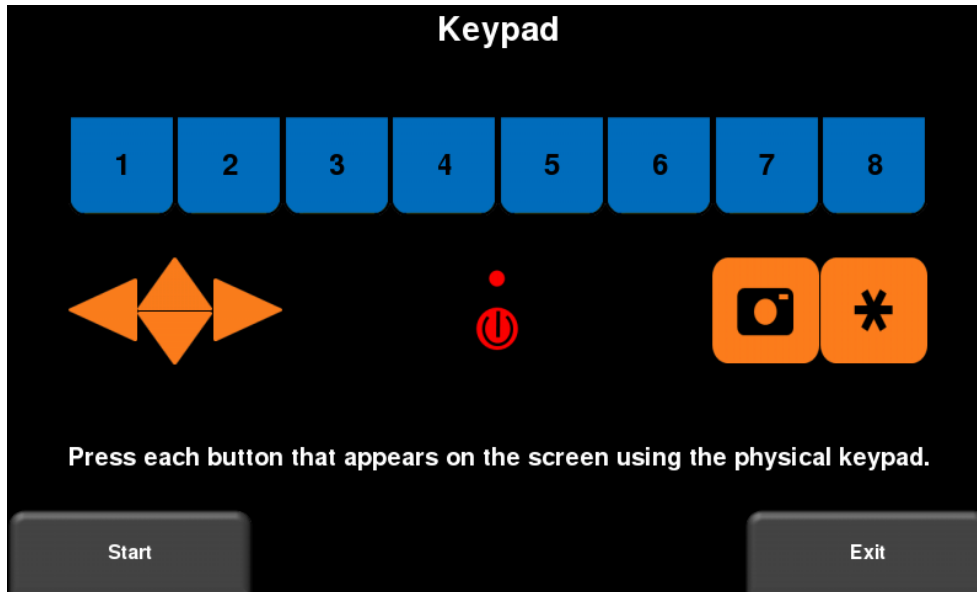 Keypad
1 2 3 4 5 6 7 8
*
Press each button that appears on the screen using the physical keypad.
Start Exit